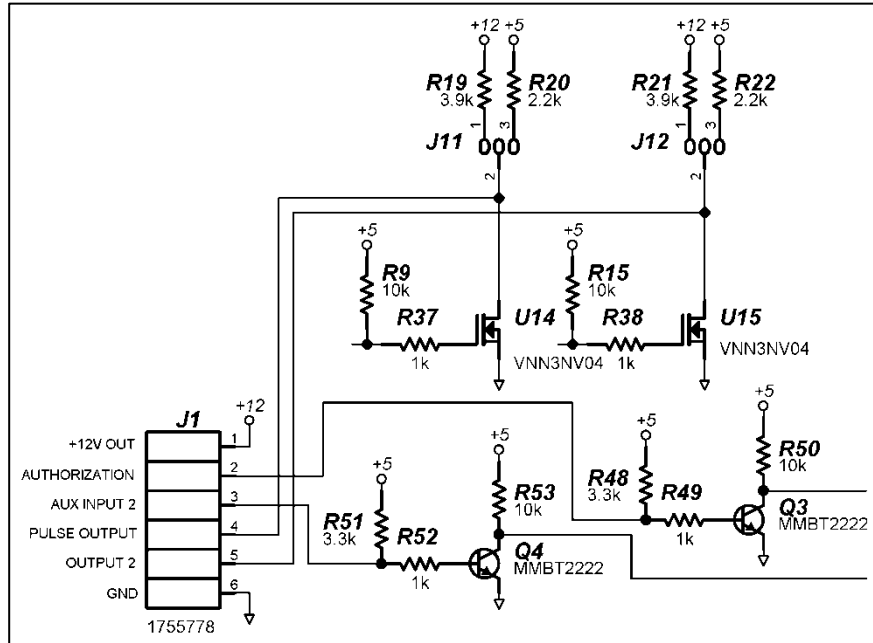 +12 +5 +12 +5
R19 R20 R21 R22
3.9k 2.2k 3.9k 2.2k
1 3 1 3
J11 J12
2 2
+5 +5
R9 R15
10k 10k
R37 U14 R38 U15
1k VNN3NV04 1k VNN3NV04
J1 +12
+12V OUT 1
AUTHORIZATION 2
AUX INPUT 2 3
PULSE OUTPUT 4
OUTPUT 2 5
GND 6
1755778
+5 +5 +5 +5
R51 R53 R48 R50
3.3k 10k 3.3k 10k
R52 Q4 R49 Q3
1k MMBT2222 1k MMBT2222